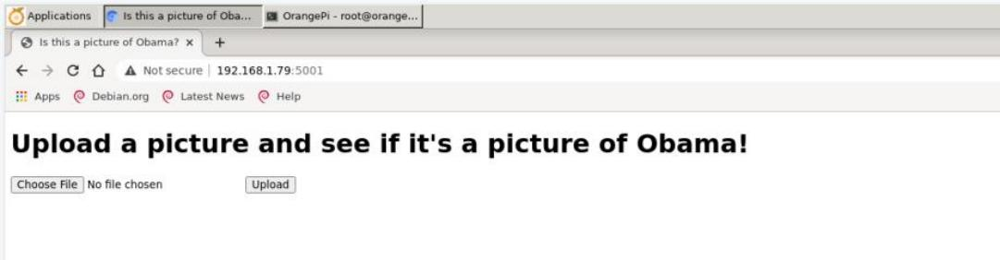 Applications Is this a picture of Oba... OrangePi - root@orange...
Is this a picture of Obama? × +
Not secure | 192.168.1.79:5001
Apps Debian.org Latest News Help
Upload a picture and see if it's a picture of Obama!
Choose File No file chosen Upload